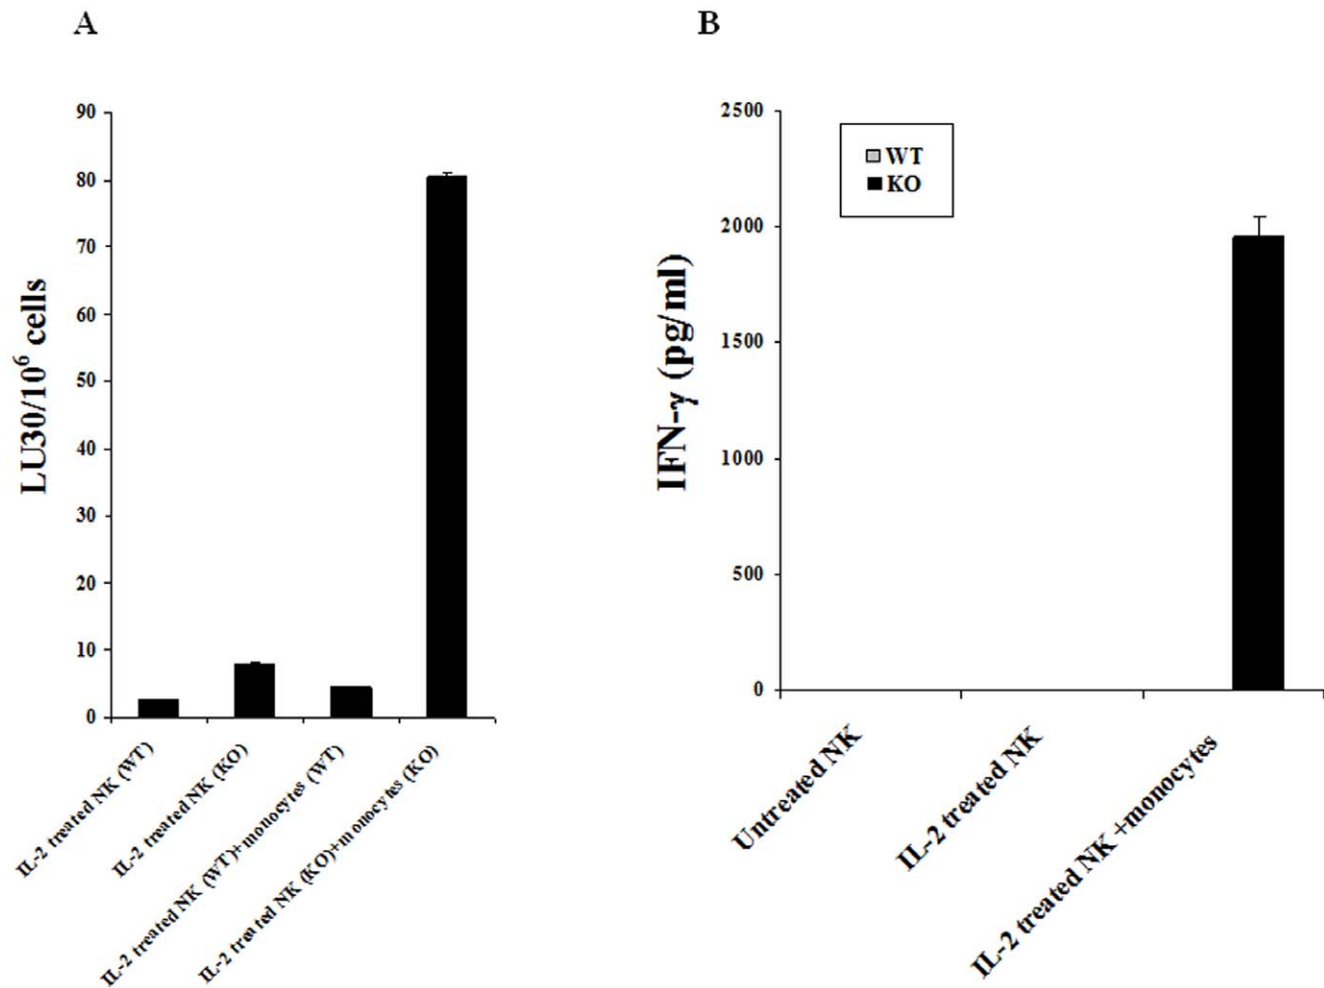 A
90
80
70
60
50
40
30
20
10
0
LU30/10⁶ cells
IL-2 treated NK (WT)
IL-2 treated NK (KO)
IL-2 treated NK (WT)+monocytes (WT)
IL-2 treated NK (KO)+monocytes (KO)
B
2500
2000
1500
1000
500
0
IFN-γ (pg/ml)
WT
KO
Untreated NK
IL-2 treated NK
IL-2 treated NK +monocytes